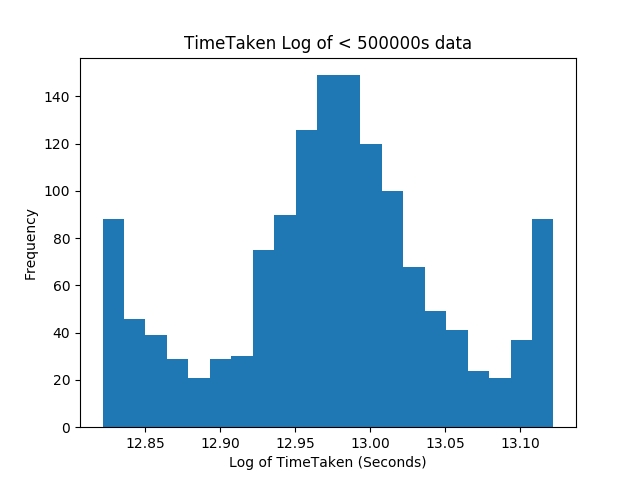 TimeTaken Log of < 500000s data
Frequency
140
120
100
80
60
40
20
0
12.85 12.90 12.95 13.00 13.05 13.10
Log of TimeTaken (Seconds)